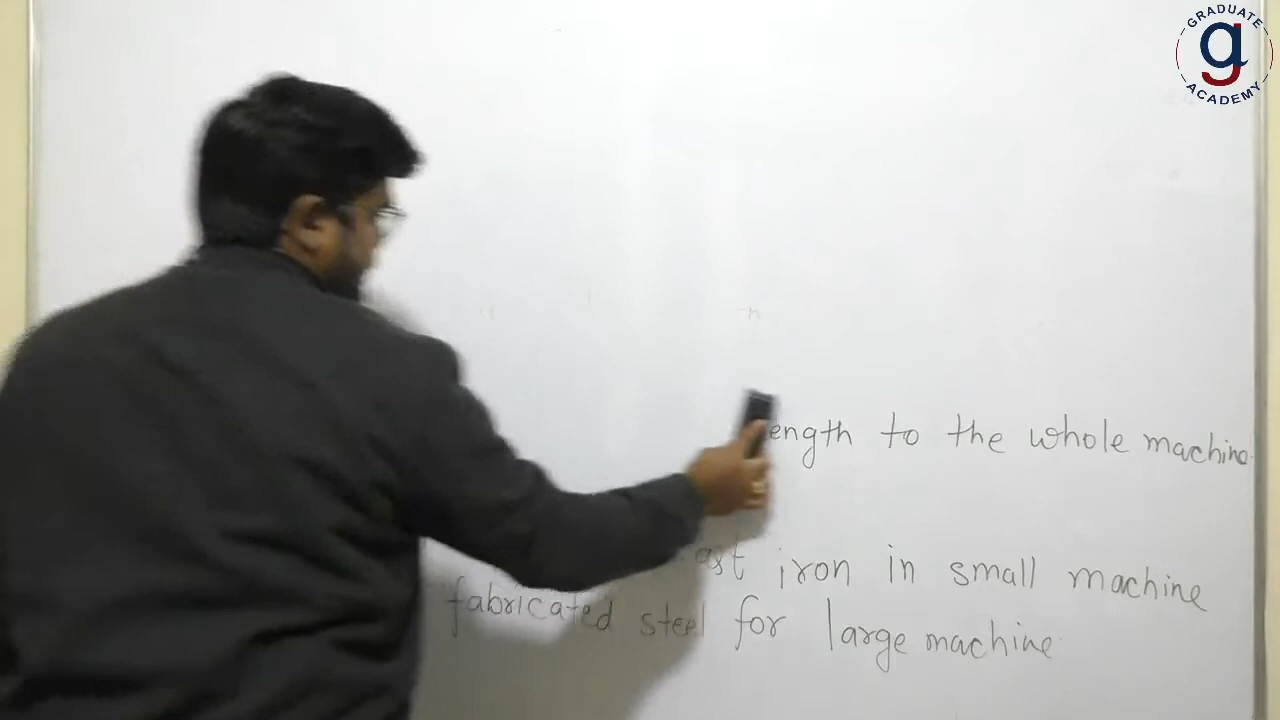 GRADUATE
g
ACADEMY
ength to the whole machine.
ast iron in small machine
fabricated steel for large machine.